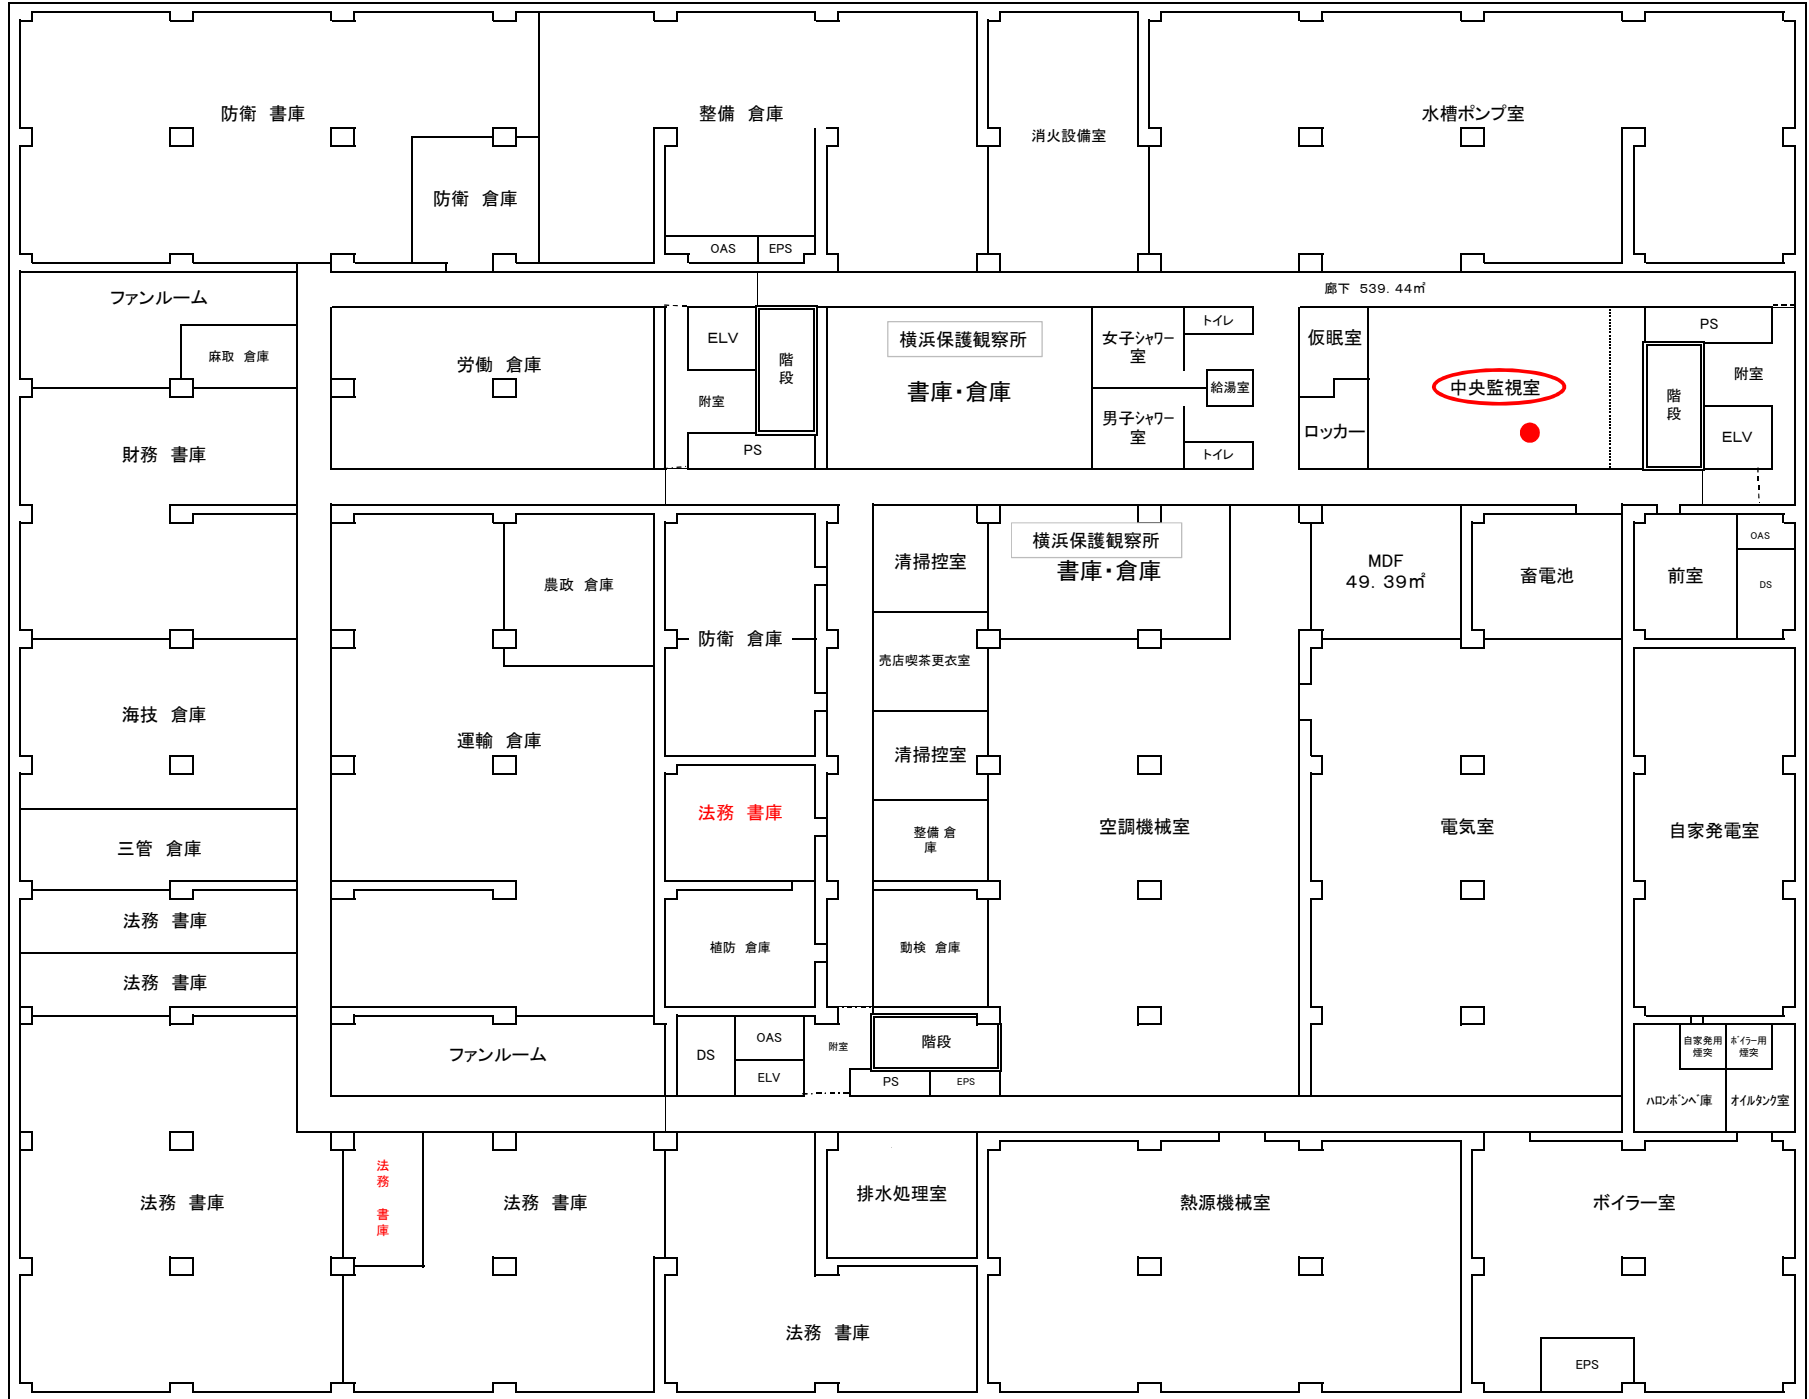 防衛 書庫
整備 倉庫
消火設備室
水槽ポンプ室
防衛 倉庫
OAS
EPS
ファンルーム
麻取 倉庫
廊下 539.44㎡
労働 倉庫
ELV
階段
附室
PS
横浜保護観察所
書庫・倉庫
女子シャワー
室
トイレ
給湯室
男子シャワー
室
トイレ
仮眠室
ロッカー
中央監視室
PS
附室
階段
ELV
財務 書庫
農政 倉庫
防衛 倉庫
清掃控室
横浜保護観察所
書庫・倉庫
MDF
49.39㎡
畜電池
前室
OAS
DS
売店喫茶更衣室
海技 倉庫
運輸 倉庫
清掃控室
法務 書庫
整備 倉
庫
空調機械室
電気室
自家発電室
三管 倉庫
法務 書庫
植防 倉庫
動検 倉庫
法務 書庫
ファンルーム
DS
OAS
ELV
附室
階段
PS
EPS
自家発用
煙突
ボイラー用
煙突
ハロンボンベ庫
オイルタンク室
法務 書庫
法務 書庫
法務 書庫
排水処理室
熱源機械室
ボイラー室
法務 書庫
EPS